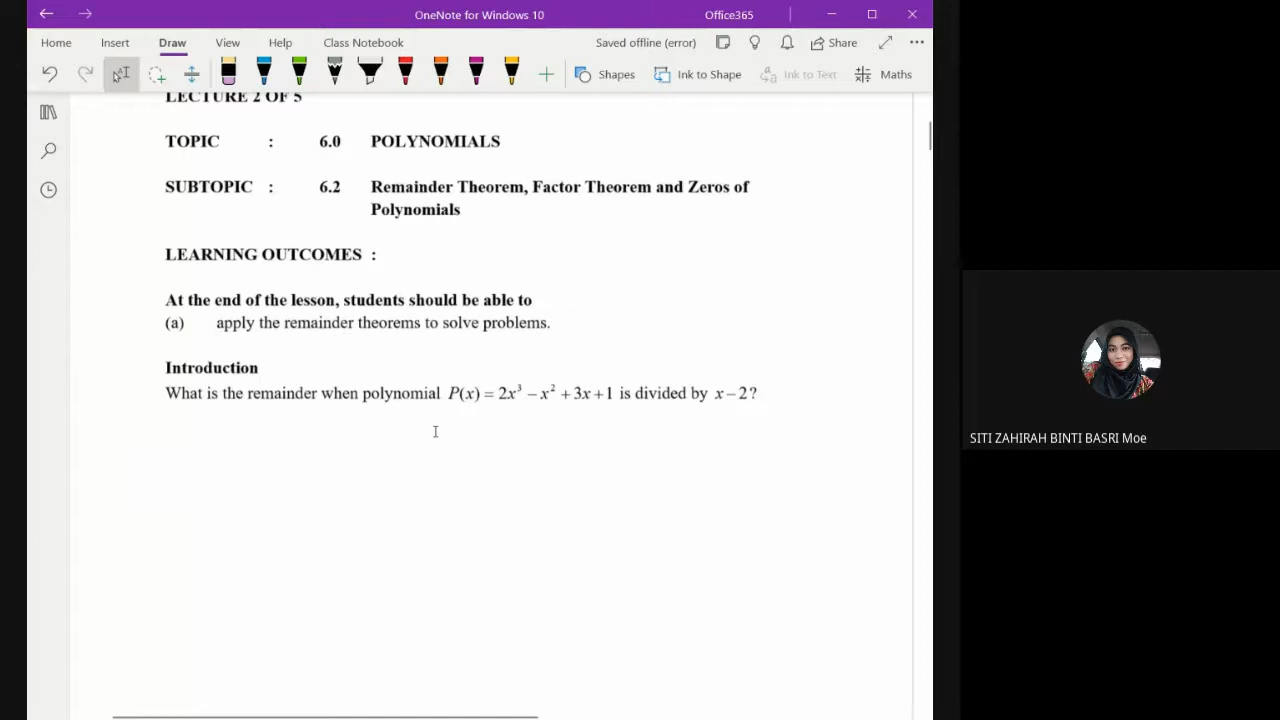 OneNote for Windows 10
Office365
Home Insert Draw View Help Class Notebook
Saved offline (error)
Share
Shapes
Ink to Shape
Ink to Text
Maths
LECTURE 2 OF 5
TOPIC : 6.0 POLYNOMIALS
SUBTOPIC : 6.2 Remainder Theorem, Factor Theorem and Zeros of
Polynomials
LEARNING OUTCOMES :
At the end of the lesson, students should be able to
(a) apply the remainder theorems to solve problems.
Introduction
What is the remainder when polynomial P(x) = 2x³ − x² + 3x + 1 is divided by x − 2?
SITI ZAHIRAH BINTI BASRI Moe